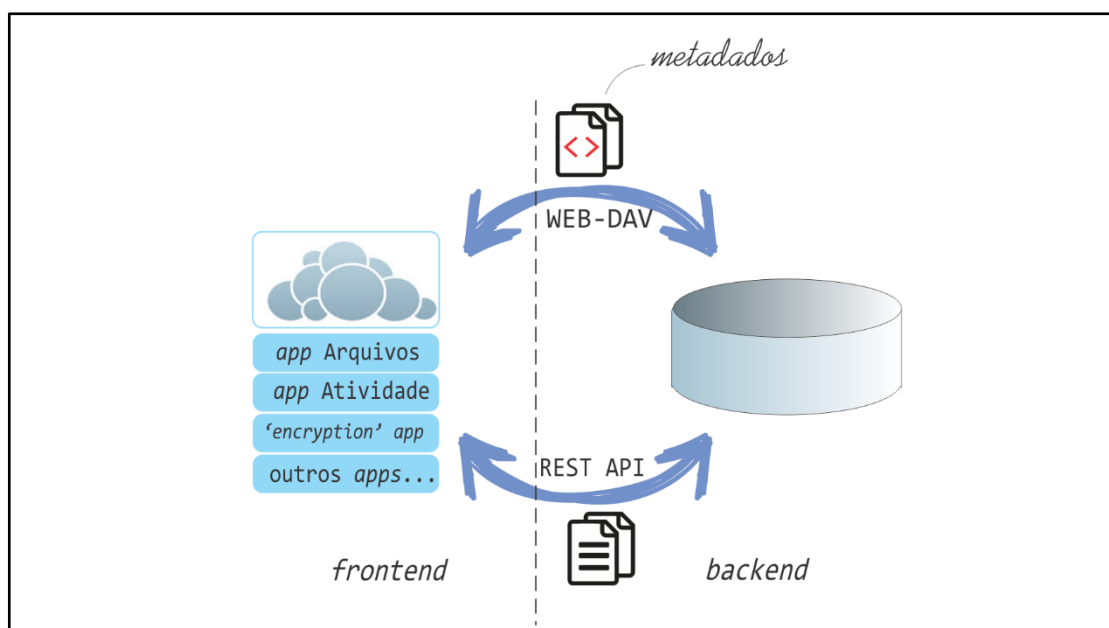 metadados
WEB-DAV
app Arquivos
app Atividade
‘encryption’ app
outros apps...
REST API
frontend
backend